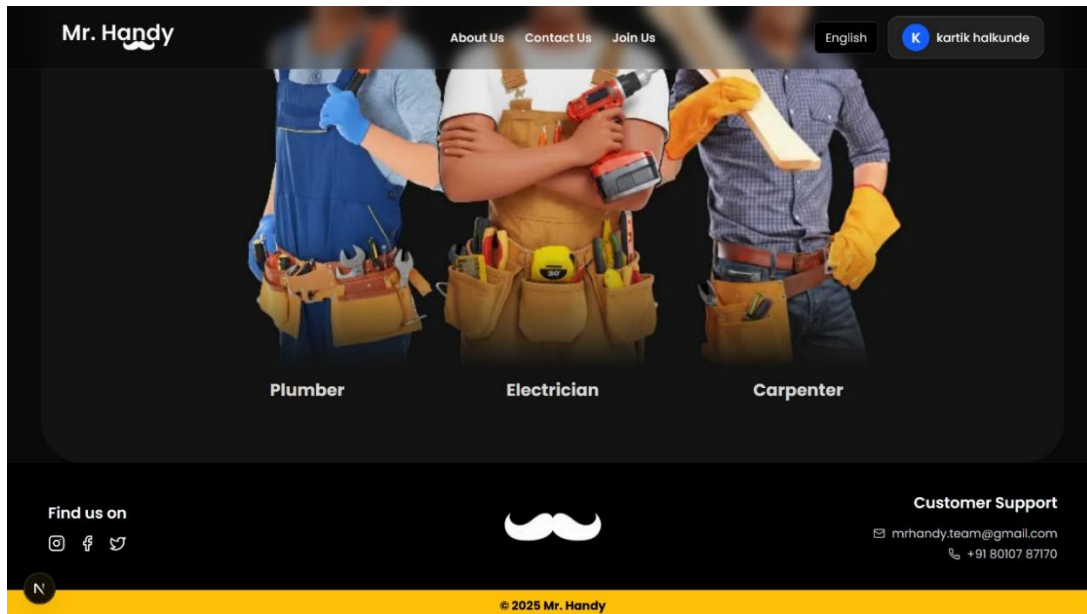 Mr. Handy
About Us Contact Us Join Us
English
K kartik halkunde
30'
Plumber Electrician Carpenter
Find us on
Customer Support
mrhandy.team@gmail.com
+91 80107 87170
N
© 2025 Mr. Handy